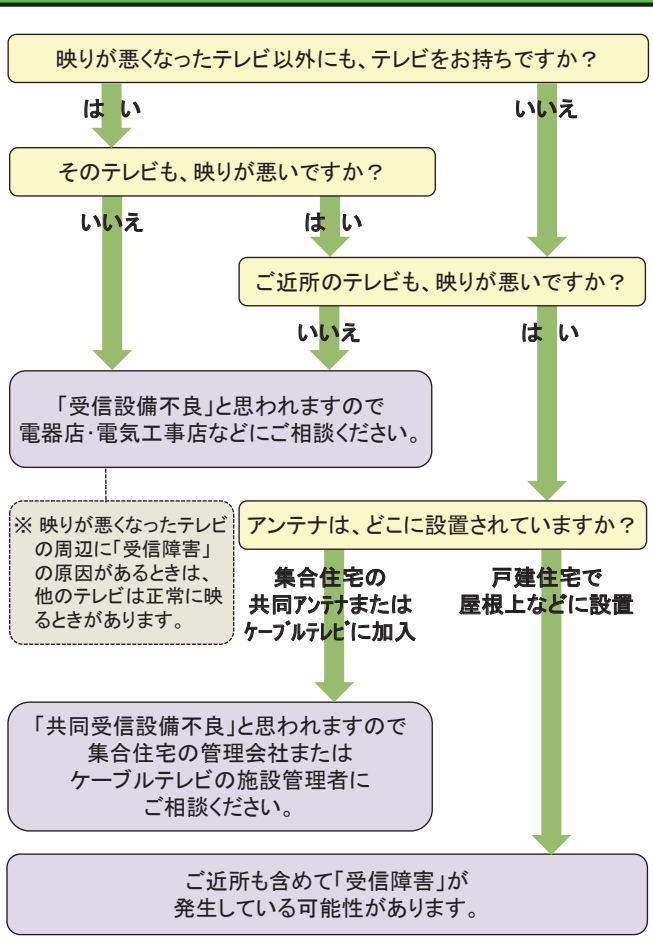 映りが悪くなったテレビ以外にも、テレビをお持ちですか？
はい
いいえ
そのテレビも、映りが悪いですか？
いいえ
はい
ご近所のテレビも、映りが悪いですか？
いいえ
はい
「受信設備不良」と思われますので
電器店・電気工事店などにご相談ください。
※ 映りが悪くなったテレビ
の周辺に「受信障害」
の原因があるときは、
他のテレビは正常に映
るときがあります。
アンテナは、どこに設置されていますか？
集合住宅の
共同アンテナまたは
ケーブルテレビに加入
戸建住宅で
屋根上などに設置
「共同受信設備不良」と思われますので
集合住宅の管理会社または
ケーブルテレビの施設管理者に
ご相談ください。
ご近所も含めて「受信障害」が
発生している可能性があります。